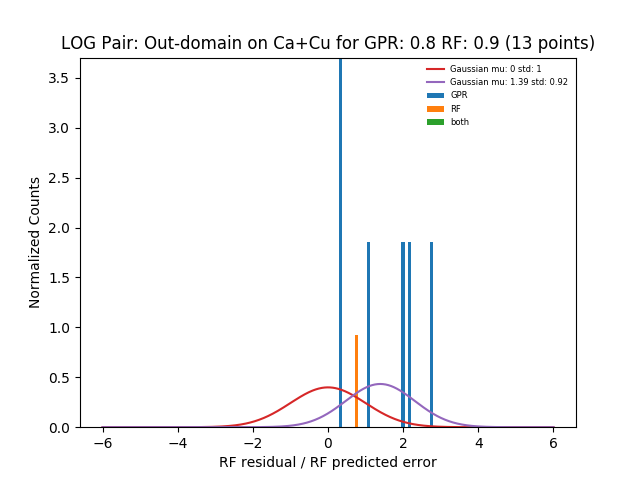 LOG Pair: Out-domain on Ca+Cu for GPR: 0.8 RF: 0.9 (13 points)
Gaussian mu: 0 std: 1
Gaussian mu: 1.39 std: 0.92
GPR
RF
both
Normalized Counts
3.5
3.0
2.5
2.0
1.5
1.0
0.5
0.0
−6 −4 −2 0 2 4 6
RF residual / RF predicted error